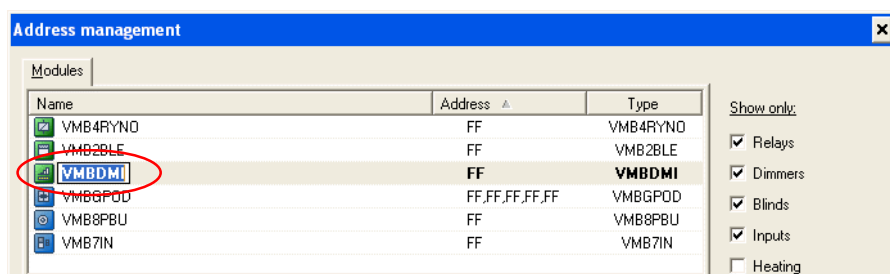 Address management
Modules
Name Address Type Show only:
VMB4RYNO FF VMB4RYNO
Relays
VMB2BLE FF VMB2BLE
VMBDMI FF VMBDMI Dimmers
VMBGPOD FF,FF,FF,FF,FF VMBGPOD
Blinds
VMB8PBU FF VMB8PBU
Inputs
VMB7IN FF VMB7IN
Heating